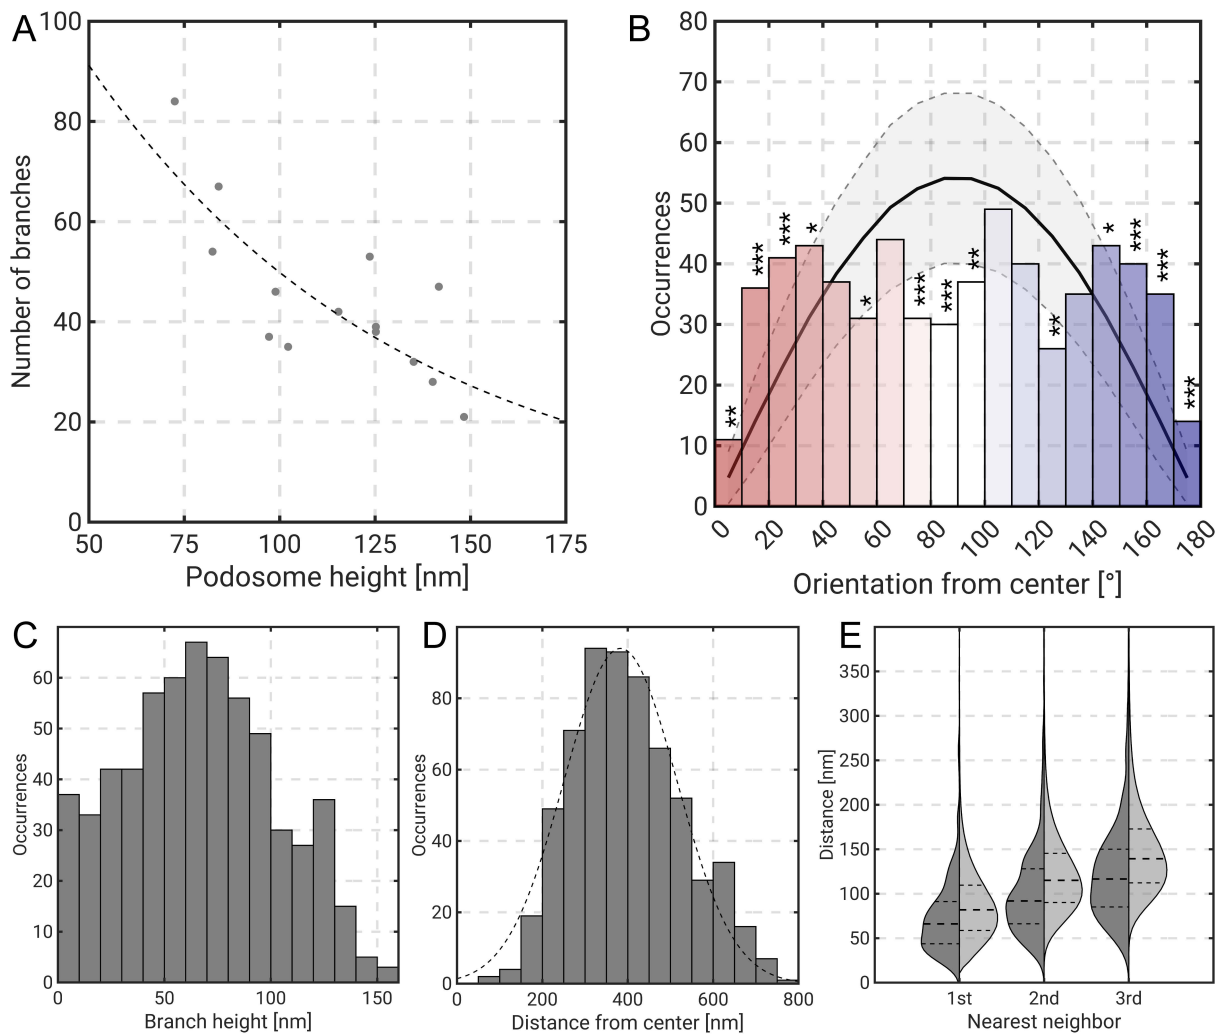 A
100
80
60
40
20
0
50 75 100 125 150 175
Number of branches
Podosome height [nm]
B
80
70
60
50
40
30
20
10
0
0 20 40 60 80 100 120 140 160 180
Occurrences
Orientation from center [°]
** *** *** * * *** *** ** ** * *** *** ***
C
60
50
40
30
20
10
0
0 50 100 150
Occurrences
Branch height [nm]
D
80
60
40
20
0
0 200 400 600 800
Occurrences
Distance from center [nm]
E
350
300
250
200
150
100
50
0
1st 2nd 3rd
Distance [nm]
Nearest neighbor